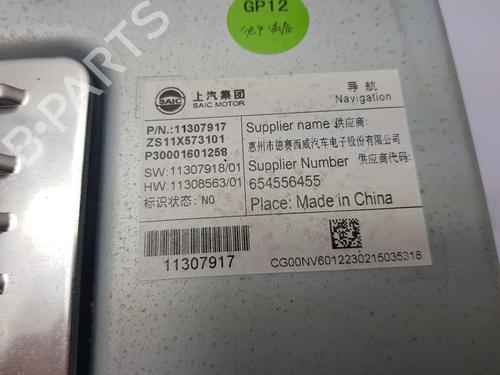 GP12
SAIC
上汽集团
SAIC MOTOR
导航
Navigation
P/N.:11307917
ZS11X573101
P30001601258
SW:11307918/01
HW:11308563/01
标识状态: NO
Supplier name 供应商:
惠州市德赛西威汽车电子股份有限公司
Supplier Number 供应商代码:
654556455
Place: Made in China
11307917
CG00NV6012230215035318
B-PARTS